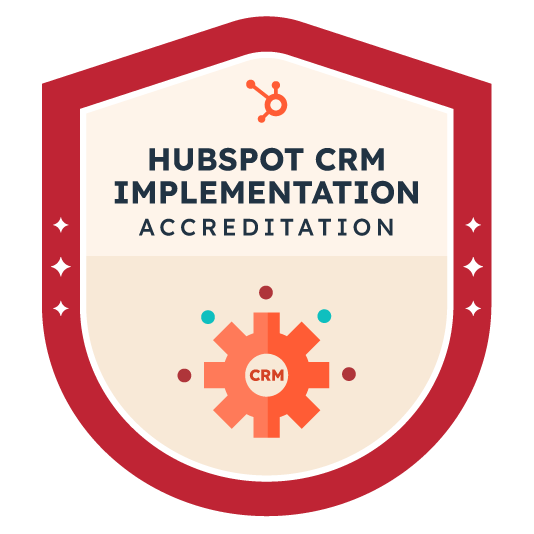 HUBSPOT CRM
IMPLEMENTATION
ACCREDITATION
CRM